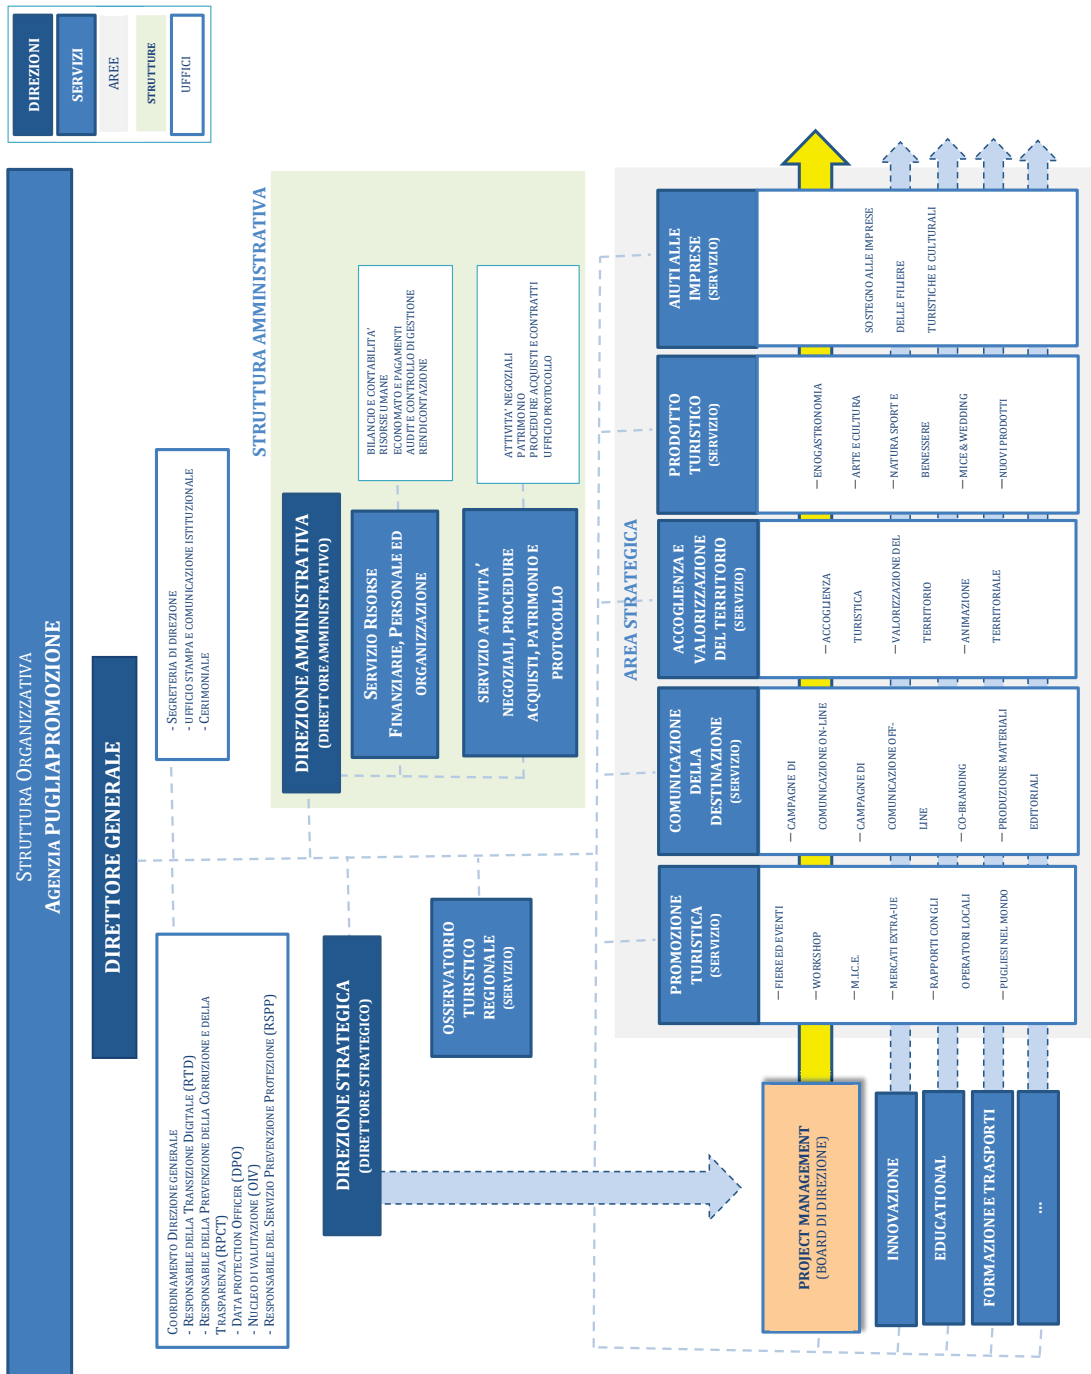 STRUTTURA ORGANIZZATIVA
AGENZIA PUGLIAPROMOZIONE
DIREZIONI
SERVIZI
AREE
STRUTTURE
UFFICI
DIRETTORE GENERALE
COORDINAMENTO DIREZIONE GENERALE
- RESPONSABILE DELLA TRANSIZIONE DIGITALE (RTD)
- RESPONSABILE DELLA PREVENZIONE DELLA CORRUZIONE E DELLA
TRASPARENZA (RPCT)
- DATA PROTECTION OFFICER (DPO)
- NUCLEO DI VALUTAZIONE (OIV)
- RESPONSABILE DEL SERVIZIO PREVENZIONE PROTEZIONE (RSPP)
- SEGRETERIA DI DIREZIONE
- UFFICIO STAMPA E COMUNICAZIONE ISTITUZIONALE
- CERIMONIALE
STRUTTURA AMMINISTRATIVA
DIREZIONE AMMINISTRATIVA
(DIRETTORE AMMINISTRATIVO)
SERVIZIO RISORSE
FINANZIARIE, PERSONALE ED
ORGANIZZAZIONE
BILANCIO E CONTABILITA'
RISORSE UMANE
ECONOMATO E PAGAMENTI
AUDIT E CONTROLLO DI GESTIONE
RENDICONTAZIONE
SERVIZIO ATTIVITA'
NEGOZIALI, PROCEDURE
ACQUISTI, PATRIMONIO E
PROTOCOLLO
ATTIVITA' NEGOZIALI
PATRIMONIO
PROCEDURE ACQUISTI E CONTRATTI
UFFICIO PROTOCOLLO
DIREZIONE STRATEGICA
(DIRETTORE STRATEGICO)
OSSERVATORIO
TURISTICO
REGIONALE
(SERVIZIO)
AREA STRATEGICA
PROMOZIONE
TURISTICA
(SERVIZIO)
— FIERE ED EVENTI
— WORKSHOP
— M.I.C.E.
— MERCATI EXTRA-UE
— RAPPORTI CON GLI
OPERATORI LOCALI
— PUGLIESI NEL MONDO
COMUNICAZIONE
DELLA
DESTINAZIONE
(SERVIZIO)
— CAMPAGNE DI
COMUNICAZIONE ON-LINE
— CAMPAGNE DI
COMUNICAZIONE OFF-
LINE
— CO-BRANDING
— PRODUZIONE MATERIALI
EDITORIALI
ACCOGLIENZA E
VALORIZZAZIONE
DEL TERRITORIO
(SERVIZIO)
— ACCOGLIENZA
TURISTICA
— VALORIZZAZIONE DEL
TERRITORIO
— ANIMAZIONE
TERRITORIALE
PRODOTTO
TURISTICO
(SERVIZIO)
— ENOGASTRONOMIA
— ARTE E CULTURA
— NATURA SPORT E
BENESSERE
— MICE & WEDDING
— NUOVI PRODOTTI
AIUTI ALLE
IMPRESE
(SERVIZIO)
SOSTEGNO ALLE IMPRESE
DELLE FILIERE
TURISTICHE E CULTURALI
PROJECT MANAGEMENT
(BOARD DI DIREZIONE)
INNOVAZIONE
EDUCATIONAL
FORMAZIONE E TRASPORTI
...